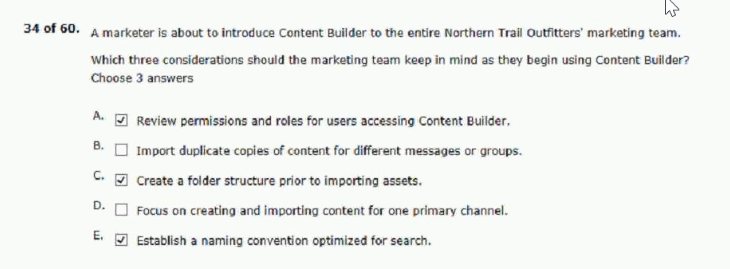 34 of 60. A marketer is about to introduce Content Builder to the entire Northern Trail Outfitters' marketing team.
Which three considerations should the marketing team keep in mind as they begin using Content Builder?
Choose 3 answers
A. Review permissions and roles for users accessing Content Builder.
B. Import duplicate copies of content for different messages or groups.
C. Create a folder structure prior to importing assets.
D. Focus on creating and importing content for one primary channel.
E. Establish a naming convention optimized for search.